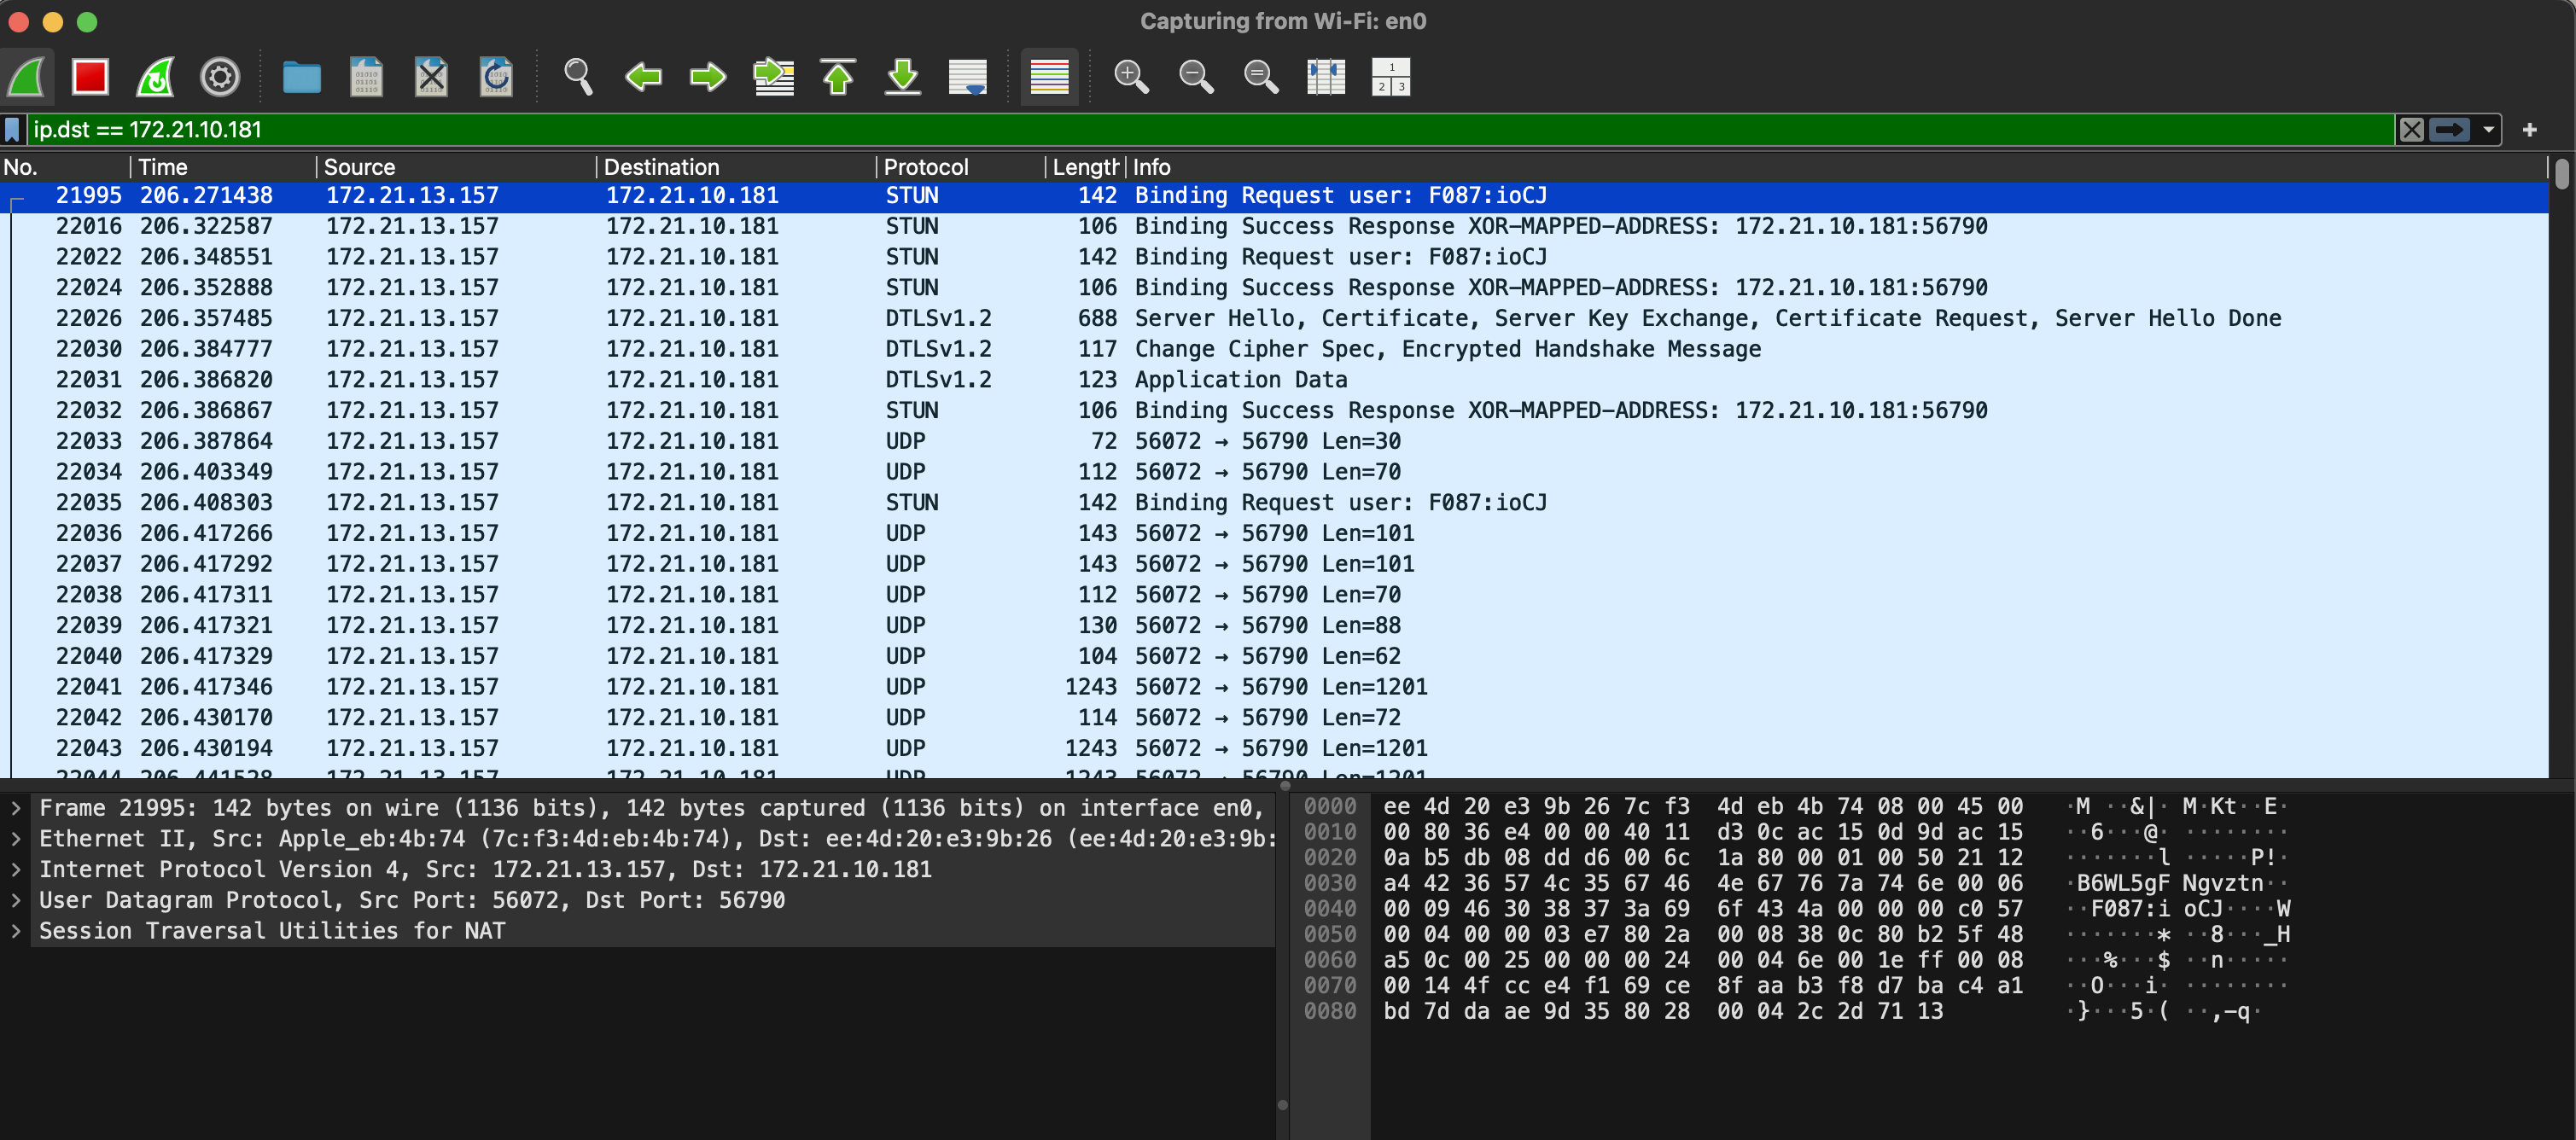 Capturing from Wi-Fi: en0
ip.dst == 172.21.10.181
No. Time Source Destination Protocol Length Info
21995 206.271438 172.21.13.157 172.21.10.181 STUN 142 Binding Request user: F087:ioCJ
22016 206.322587 172.21.13.157 172.21.10.181 STUN 106 Binding Success Response XOR-MAPPED-ADDRESS: 172.21.10.181:56790
22022 206.348551 172.21.13.157 172.21.10.181 STUN 142 Binding Request user: F087:ioCJ
22024 206.352888 172.21.13.157 172.21.10.181 STUN 106 Binding Success Response XOR-MAPPED-ADDRESS: 172.21.10.181:56790
22026 206.357485 172.21.13.157 172.21.10.181 DTLSv1.2 688 Server Hello, Certificate, Server Key Exchange, Certificate Request, Server Hello Done
22030 206.384777 172.21.13.157 172.21.10.181 DTLSv1.2 117 Change Cipher Spec, Encrypted Handshake Message
22031 206.386820 172.21.13.157 172.21.10.181 DTLSv1.2 123 Application Data
22032 206.386867 172.21.13.157 172.21.10.181 STUN 106 Binding Success Response XOR-MAPPED-ADDRESS: 172.21.10.181:56790
22033 206.387864 172.21.13.157 172.21.10.181 UDP 72 56072 → 56790 Len=30
22034 206.403349 172.21.13.157 172.21.10.181 UDP 112 56072 → 56790 Len=70
22035 206.408303 172.21.13.157 172.21.10.181 STUN 142 Binding Request user: F087:ioCJ
22036 206.417266 172.21.13.157 172.21.10.181 UDP 143 56072 → 56790 Len=101
22037 206.417292 172.21.13.157 172.21.10.181 UDP 143 56072 → 56790 Len=101
22038 206.417311 172.21.13.157 172.21.10.181 UDP 112 56072 → 56790 Len=70
22039 206.417321 172.21.13.157 172.21.10.181 UDP 130 56072 → 56790 Len=88
22040 206.417329 172.21.13.157 172.21.10.181 UDP 104 56072 → 56790 Len=62
22041 206.417346 172.21.13.157 172.21.10.181 UDP 1243 56072 → 56790 Len=1201
22042 206.430170 172.21.13.157 172.21.10.181 UDP 114 56072 → 56790 Len=72
22043 206.430194 172.21.13.157 172.21.10.181 UDP 1243 56072 → 56790 Len=1201
22044 206.441528 172.21.13.157 172.21.10.181 UDP 1243 56072 → 56790 Len=1201
Frame 21995: 142 bytes on wire (1136 bits), 142 bytes captured (1136 bits) on interface en0,
Ethernet II, Src: Apple_eb:4b:74 (7c:f3:4d:eb:4b:74), Dst: ee:4d:20:e3:9b:26 (ee:4d:20:e3:9b:
Internet Protocol Version 4, Src: 172.21.13.157, Dst: 172.21.10.181
User Datagram Protocol, Src Port: 56072, Dst Port: 56790
Session Traversal Utilities for NAT
0000 ee 4d 20 e3 9b 26 7c f3 4d eb 4b 74 08 00 45 00 ·M ··&|· M·Kt··E·
0010 00 80 36 e4 00 00 40 11 d3 0c ac 15 0d 9d ac 15 ··6···@· ········
0020 0a b5 db 08 dd d6 00 6c 1a 80 00 01 00 50 21 12 ·······l ·····P!·
0030 a4 42 36 57 4c 35 67 46 4e 67 76 7a 74 6e 00 06 ·B6WL5gF Ngvztn··
0040 00 09 46 30 38 37 3a 69 6f 43 4a 00 00 00 c0 57 ··F087:i oCJ····W
0050 00 04 00 00 03 e7 80 2a 00 08 38 0c 80 b2 5f 48 ·······* ··8···_H
0060 a5 0c 00 25 00 00 00 24 00 04 6e 00 1e ff 00 08 ···%···$ ··n·····
0070 00 14 4f cc e4 f1 69 ce 8f aa b3 f8 d7 ba c4 a1 ··O···i· ········
0080 bd 7d da ae 9d 35 80 28 00 04 2c 2d 71 13 ·}···5·( ··,-q·